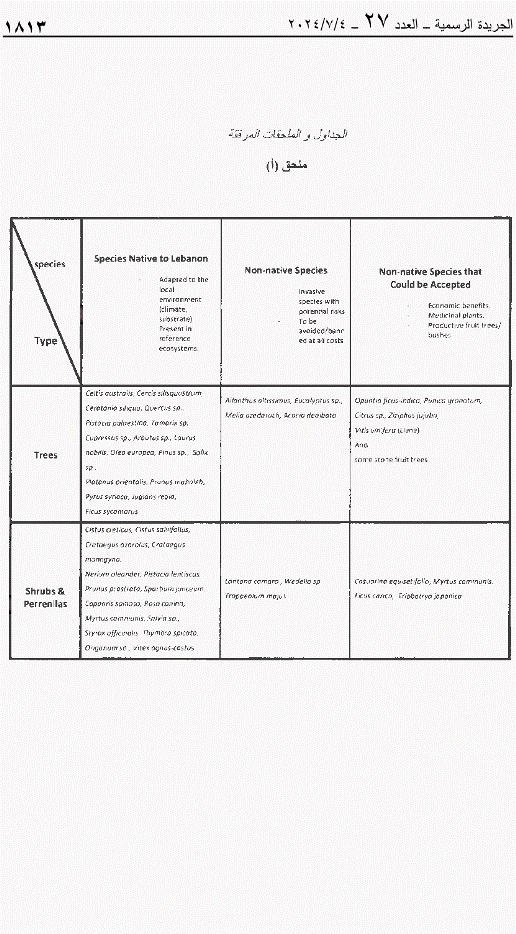 الجريدة الرسمية – العدد ٢٧ – ٢٠٢٤/٧/٤
١٨١٣
الجداول و الملحقات المرفقة
ملحق (أ)
species
Type
Species Native to Lebanon
- Adapted to the
local
environment
(climate,
substrate)
- Present in
reference
ecosystems.
Non-native Species
- Invasive
species with
potential risks
- To be
avoided/bann
ed at all costs
Non-native Species that
Could be Accepted
- Economic benefits.
- Medicinal plants.
- Productive fruit trees/
bushes
Trees
Celtis australis, Cercis siliquastrum
Ceratonia siliqua, Quercus sp.,
Pistacia palaestina, Tamarix sp.
Cupressus sp., Arbutus sp., Laurus
nobilis, Olea europea, Pinus sp., Salix
sp.,
Platanus orientalis, Prunus mahaleb,
Pyrus syriaca, Juglans regia,
Ficus sycomorus
Ailanthus altissimus, Eucalyptus sp.,
Melia azedarach, Acacia dealbata
Opuntia ficus-indica, Punica granatum,
Citrus sp., Ziziphus jujuba,
Vitis vinifera (Liane)
And
some stone fruit trees
Shrubs &
Perrenilas
Cistus creticus, Cistus salviifolius,
Crataegus azarolus, Crataegus
monogyna,
Nerium oleander, Pistacia lentiscus
Prunus prostrata, Spartium junceum,
Capparis spinosa, Rosa canina,
Myrtus communis, Salvia sp.,
Styrax officinalis, Thymbra spicata,
Origanum sp., Vitex agnus-castus
Lantana camara, Wedelia sp
Tropaeolum majus
Casuarina equisetifolia, Myrtus communis.
Ficus carica, Eriobotrya japonica